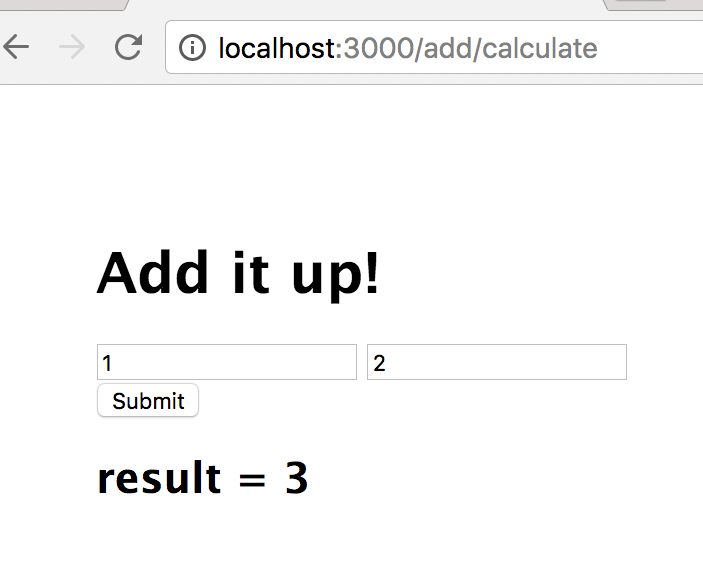 localhost:3000/add/calculate
Add it up!
1 2
Submit
result = 3